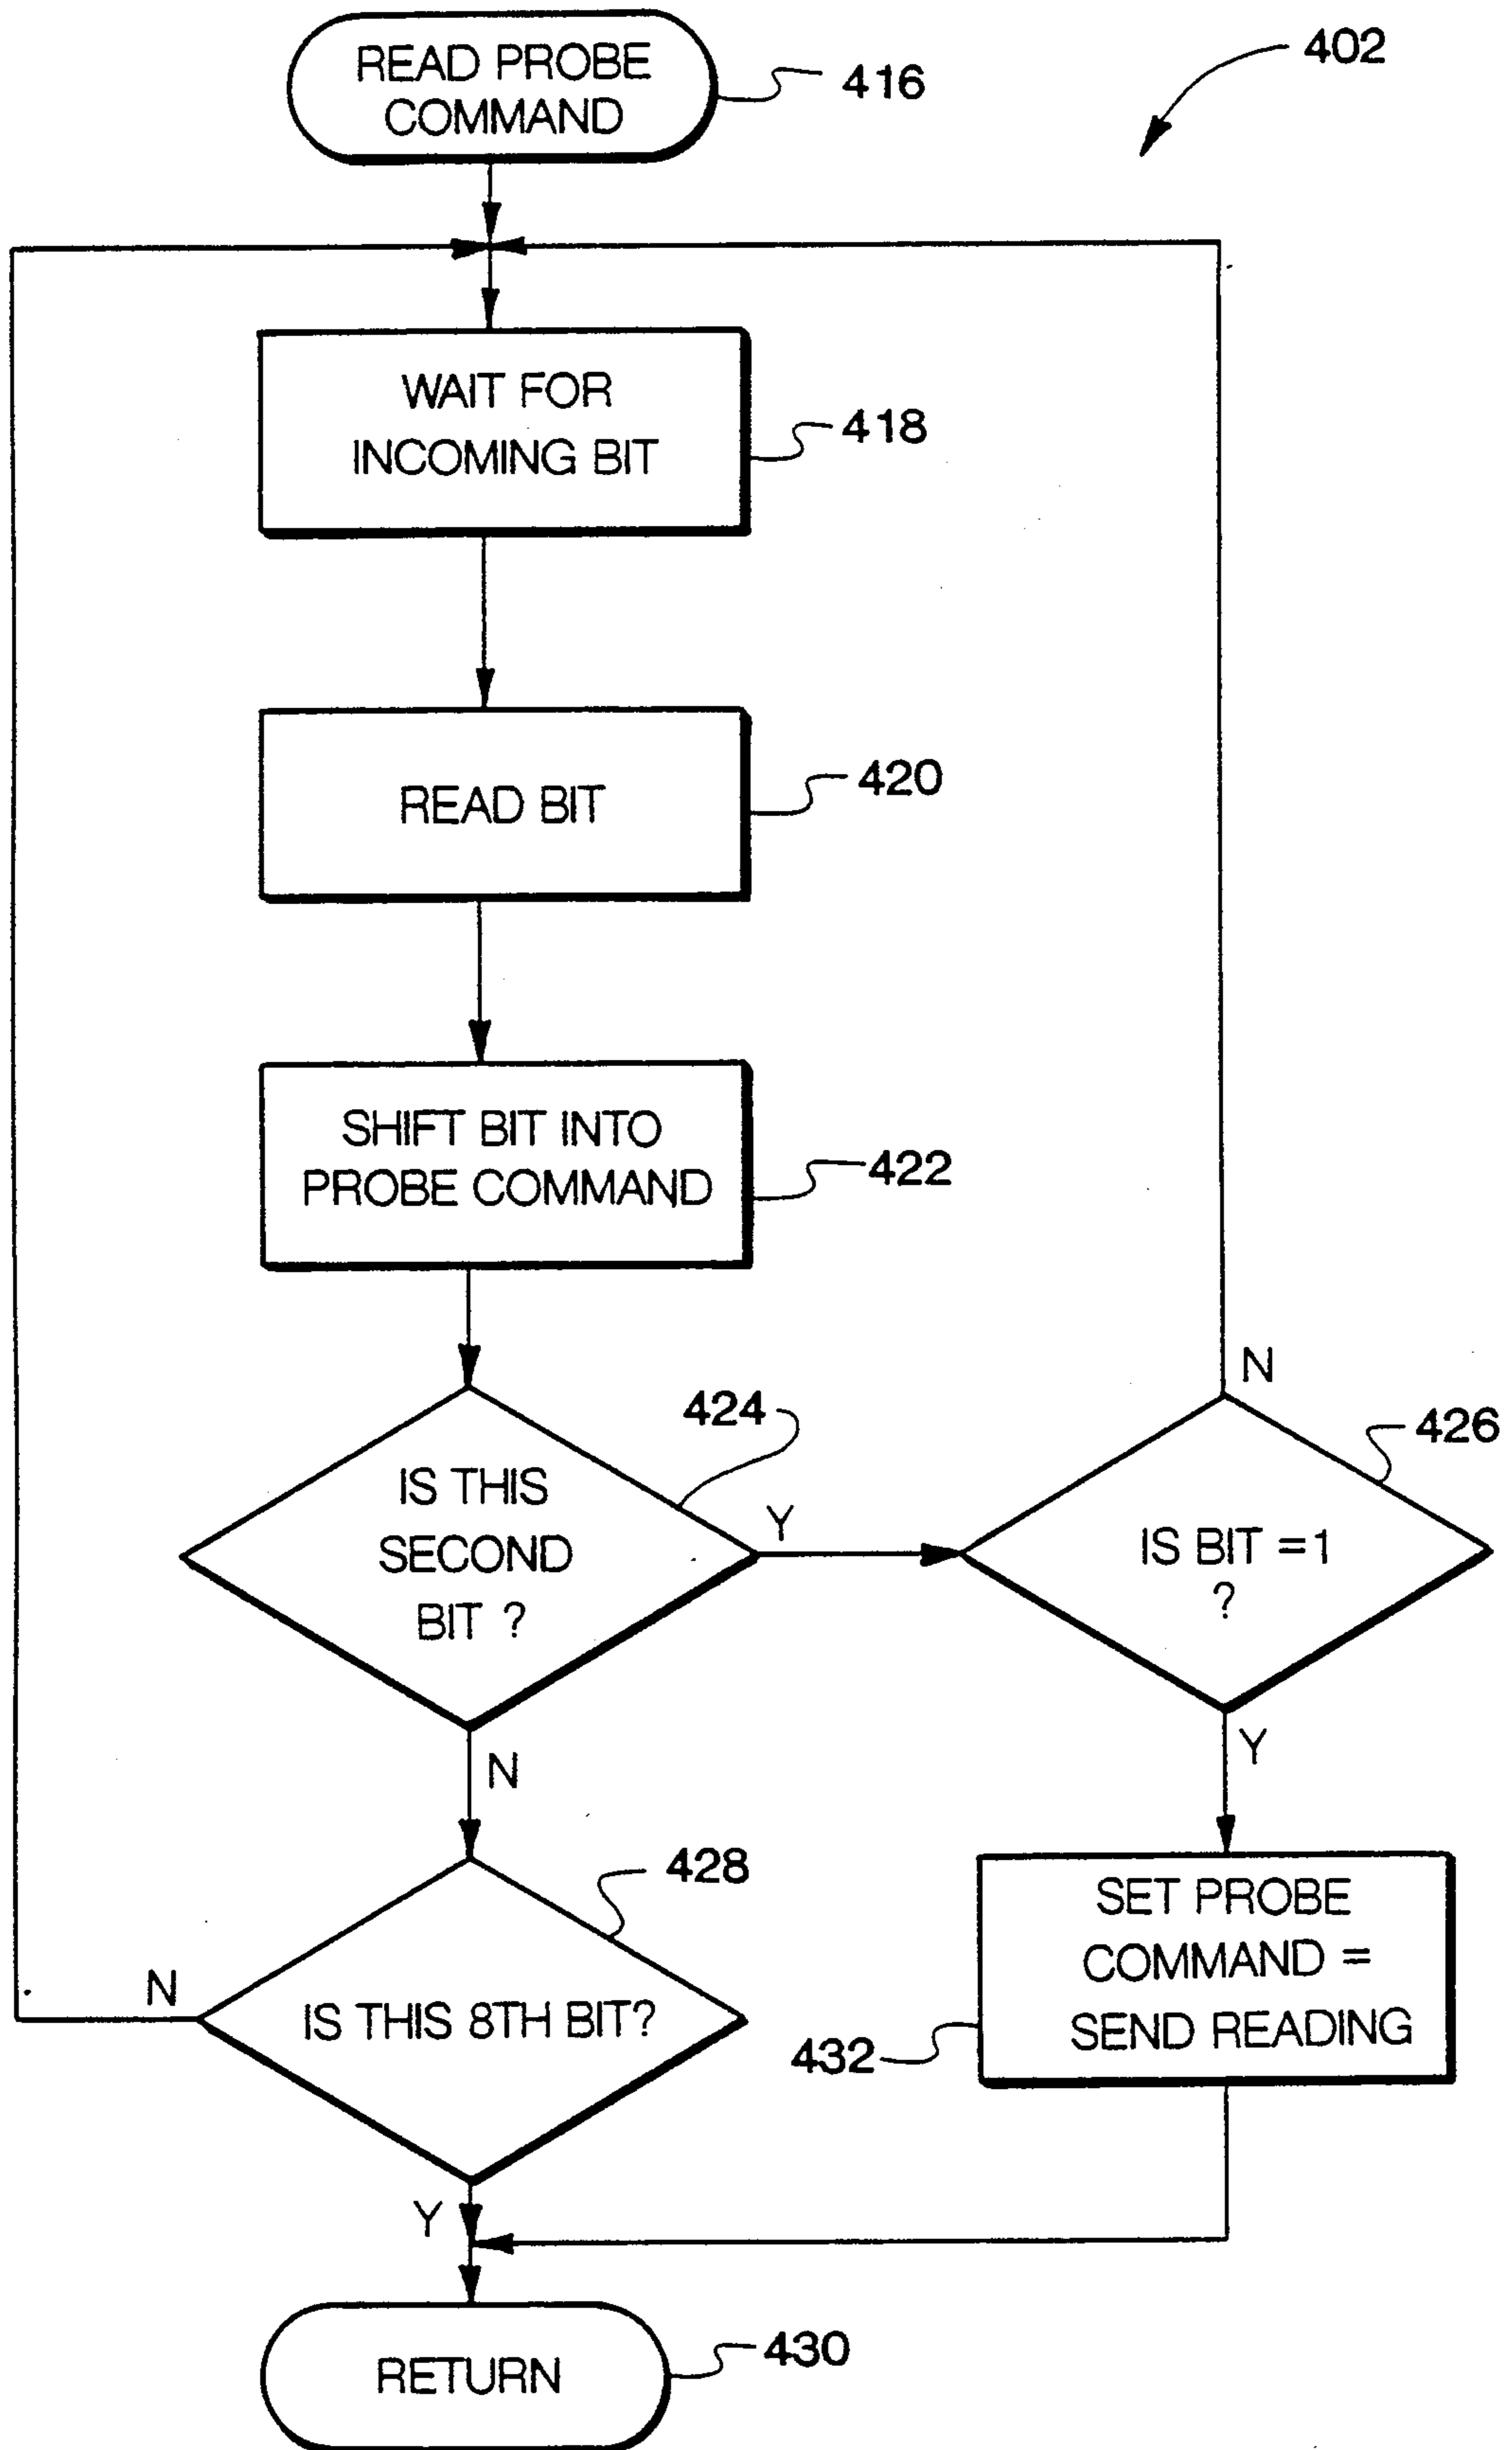 READ PROBE
COMMAND
416
402
WAIT FOR
INCOMING BIT
418
READ BIT
420
SHIFT BIT INTO
PROBE COMMAND
422
424
IS THIS
SECOND
BIT ?
Y
N
N
426
IS BIT =1
?
Y
428
IS THIS 8TH BIT?
N
Y
SET PROBE
COMMAND =
SEND READING
432
RETURN
430